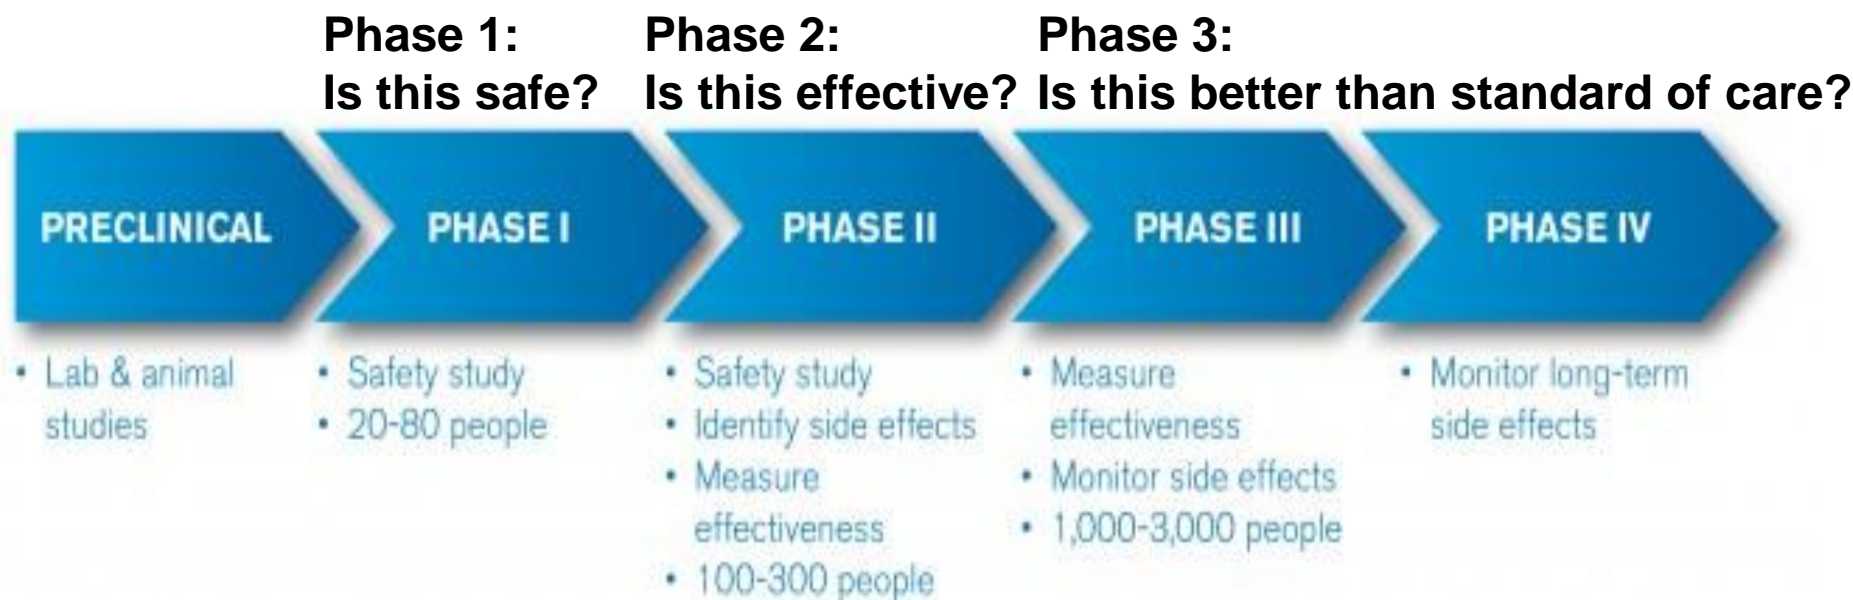 Phase 1:
Is this safe?
Phase 2:
Is this effective?
Phase 3:
Is this better than standard of care?
PRECLINICAL
PHASE I
PHASE II
PHASE III
PHASE IV
• Lab & animal
studies
• Safety study
• 20-80 people
• Safety study
• Identify side effects
• Measure
effectiveness
• 100-300 people
• Measure
effectiveness
• Monitor side effects
• 1,000-3,000 people
• Monitor long-term
side effects